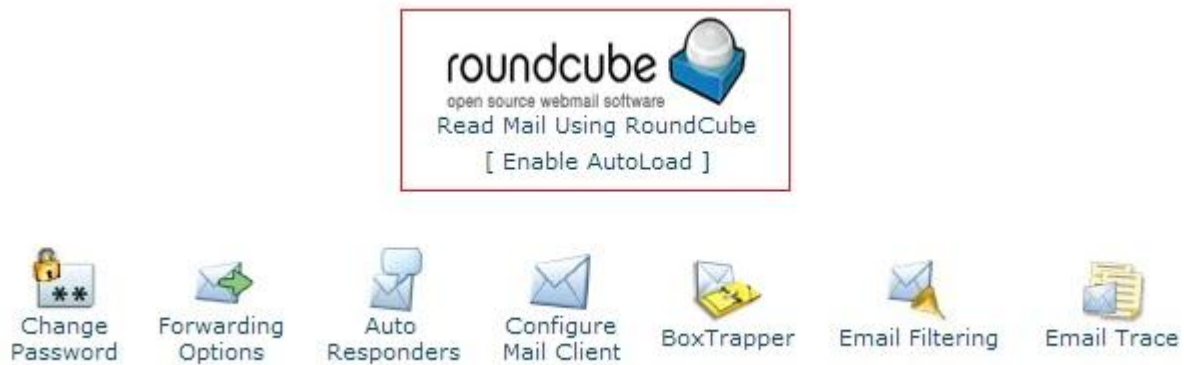 roundcube
open source webmail software
Read Mail Using RoundCube
[ Enable AutoLoad ]
**
Change
Password
Forwarding
Options
Auto
Responders
Configure
Mail Client
BoxTrapper
Email Filtering
Email Trace